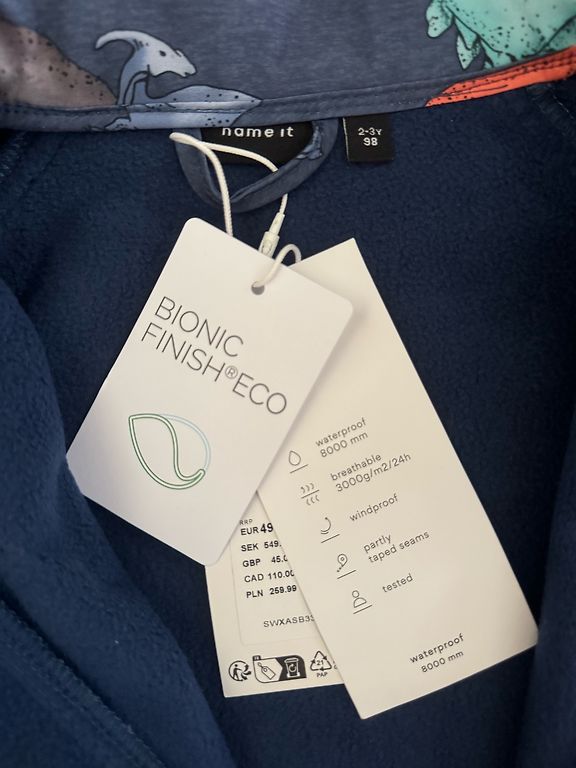 name it
2-3Y
98
BIONIC
FINISH®ECO
waterproof
8000 mm
breathable
3000g/m2/24h
windproof
partly
taped seams
tested
waterproof
8000 mm
RRP
EUR 49
SEK 549.
GBP 45.0
CAD 110.00
PLN 259.99
SWXASB33
21
PAP